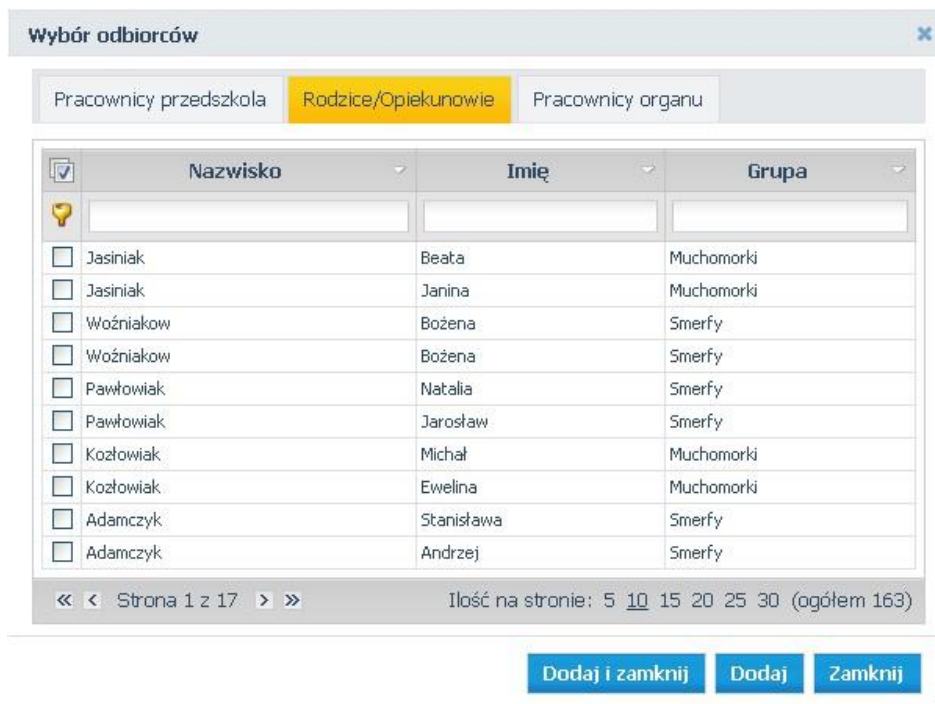 Wybór odbiorców
Pracownicy przedszkola Rodzice/Opiekunowie Pracownicy organu
Nazwisko Imię Grupa
Jasiniak Beata Muchomorki
Jasiniak Janina Muchomorki
Woźniakow Bożena Smerfy
Woźniakow Bożena Smerfy
Pawłowiak Natalia Smerfy
Pawłowiak Jarosław Smerfy
Kozłowiak Michał Muchomorki
Kozłowiak Ewelina Muchomorki
Adamczyk Stanisława Smerfy
Adamczyk Andrzej Smerfy
« < Strona 1 z 17 > » Ilość na stronie: 5 10 15 20 25 30 (ogółem 163)
Dodaj i zamknij Dodaj Zamknij